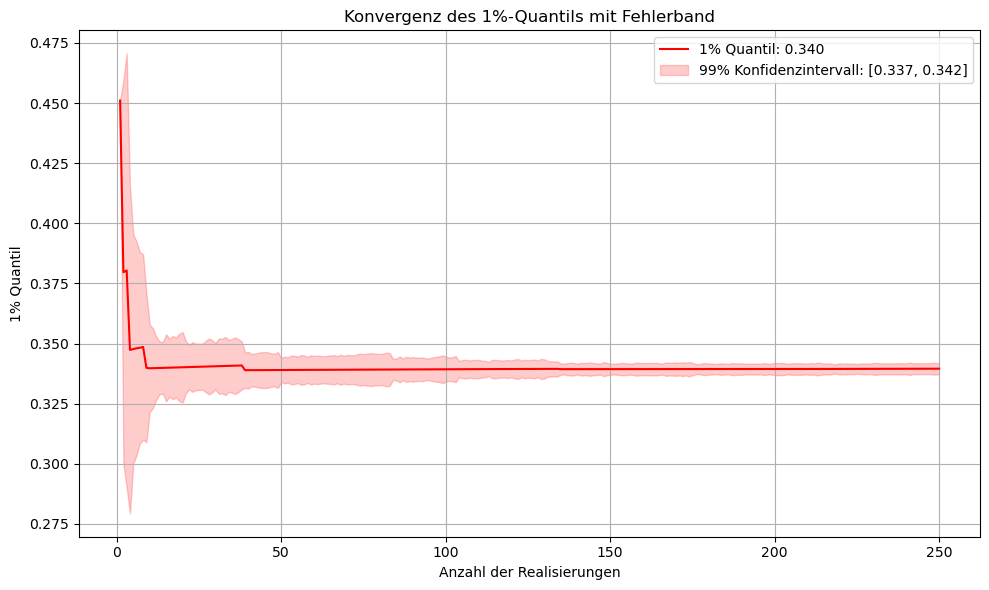 Konvergenz des 1%-Quantils mit Fehlerband
1% Quantil: 0.340
99% Konfidenzintervall: [0.337, 0.342]
0.475
0.450
0.425
0.400
0.375
0.350
0.325
0.300
0.275
1% Quantil
0 50 100 150 200 250
Anzahl der Realisierungen